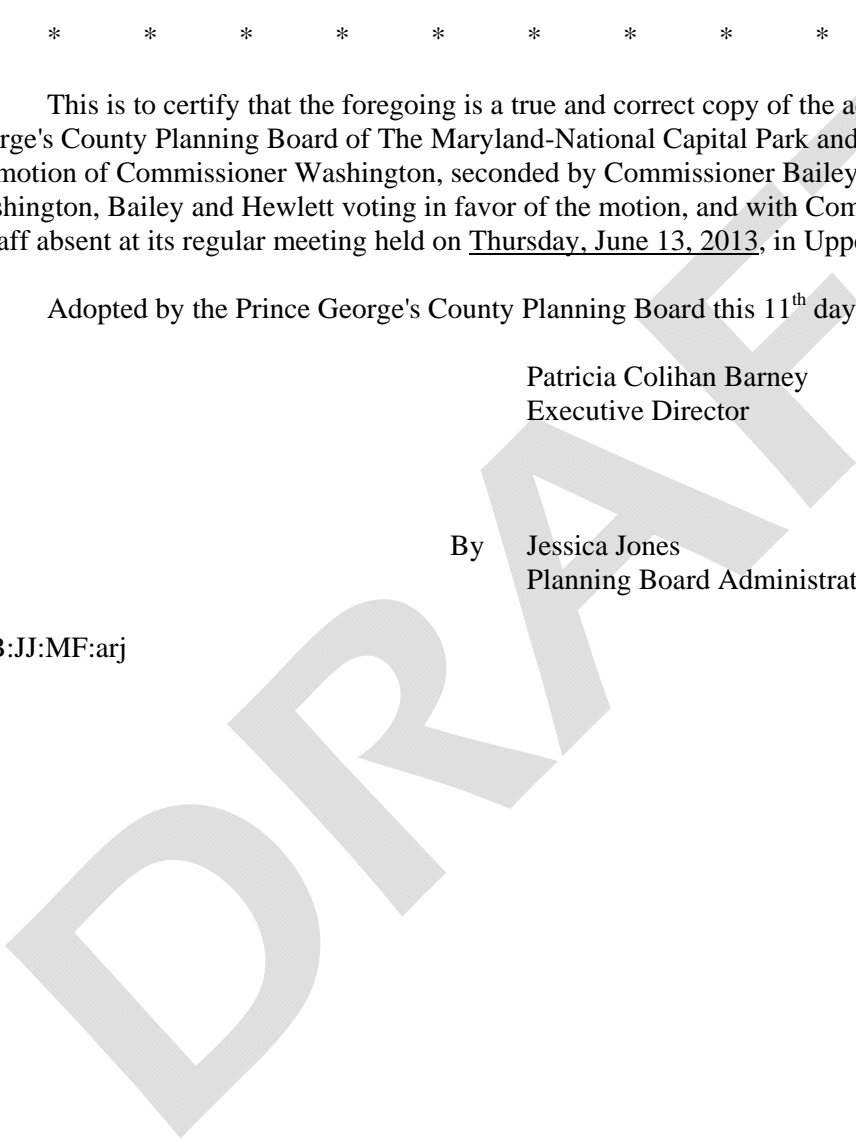 * * * * * * * * *
This is to certify that the foregoing is a true and correct copy of the a
rge's County Planning Board of The Maryland-National Capital Park and
motion of Commissioner Washington, seconded by Commissioner Bailey
shington, Bailey and Hewlett voting in favor of the motion, and with Com
aff absent at its regular meeting held on Thursday, June 13, 2013, in Uppe
Adopted by the Prince George's County Planning Board this 11th day
Patricia Colihan Barney
Executive Director
By Jessica Jones
Planning Board Administrat
:JJ:MF:arj
DRAF